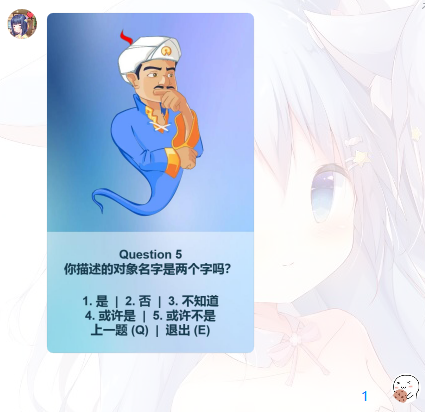 Question 5
你描述的对象名字是两个字吗？
1. 是 | 2. 否 | 3. 不知道
4. 或许是 | 5. 或许不是
上一题 (Q) | 退出 (E)
1